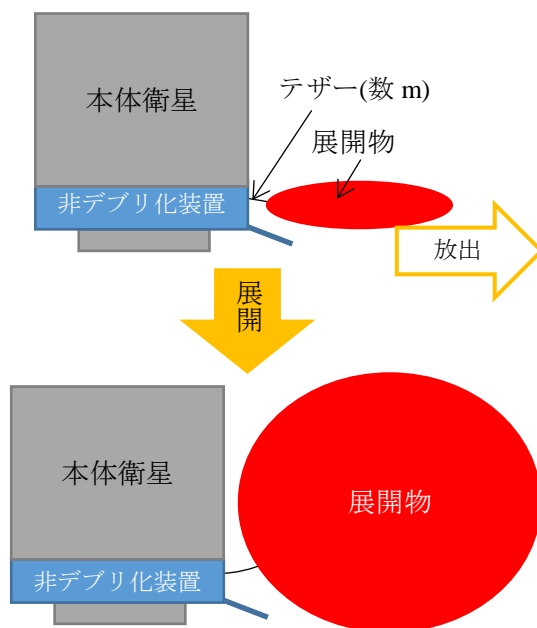 本体衛星
テザー(数 m)
展開物
非デブリ化装置
放出
展開
本体衛星
展開物
非デブリ化装置